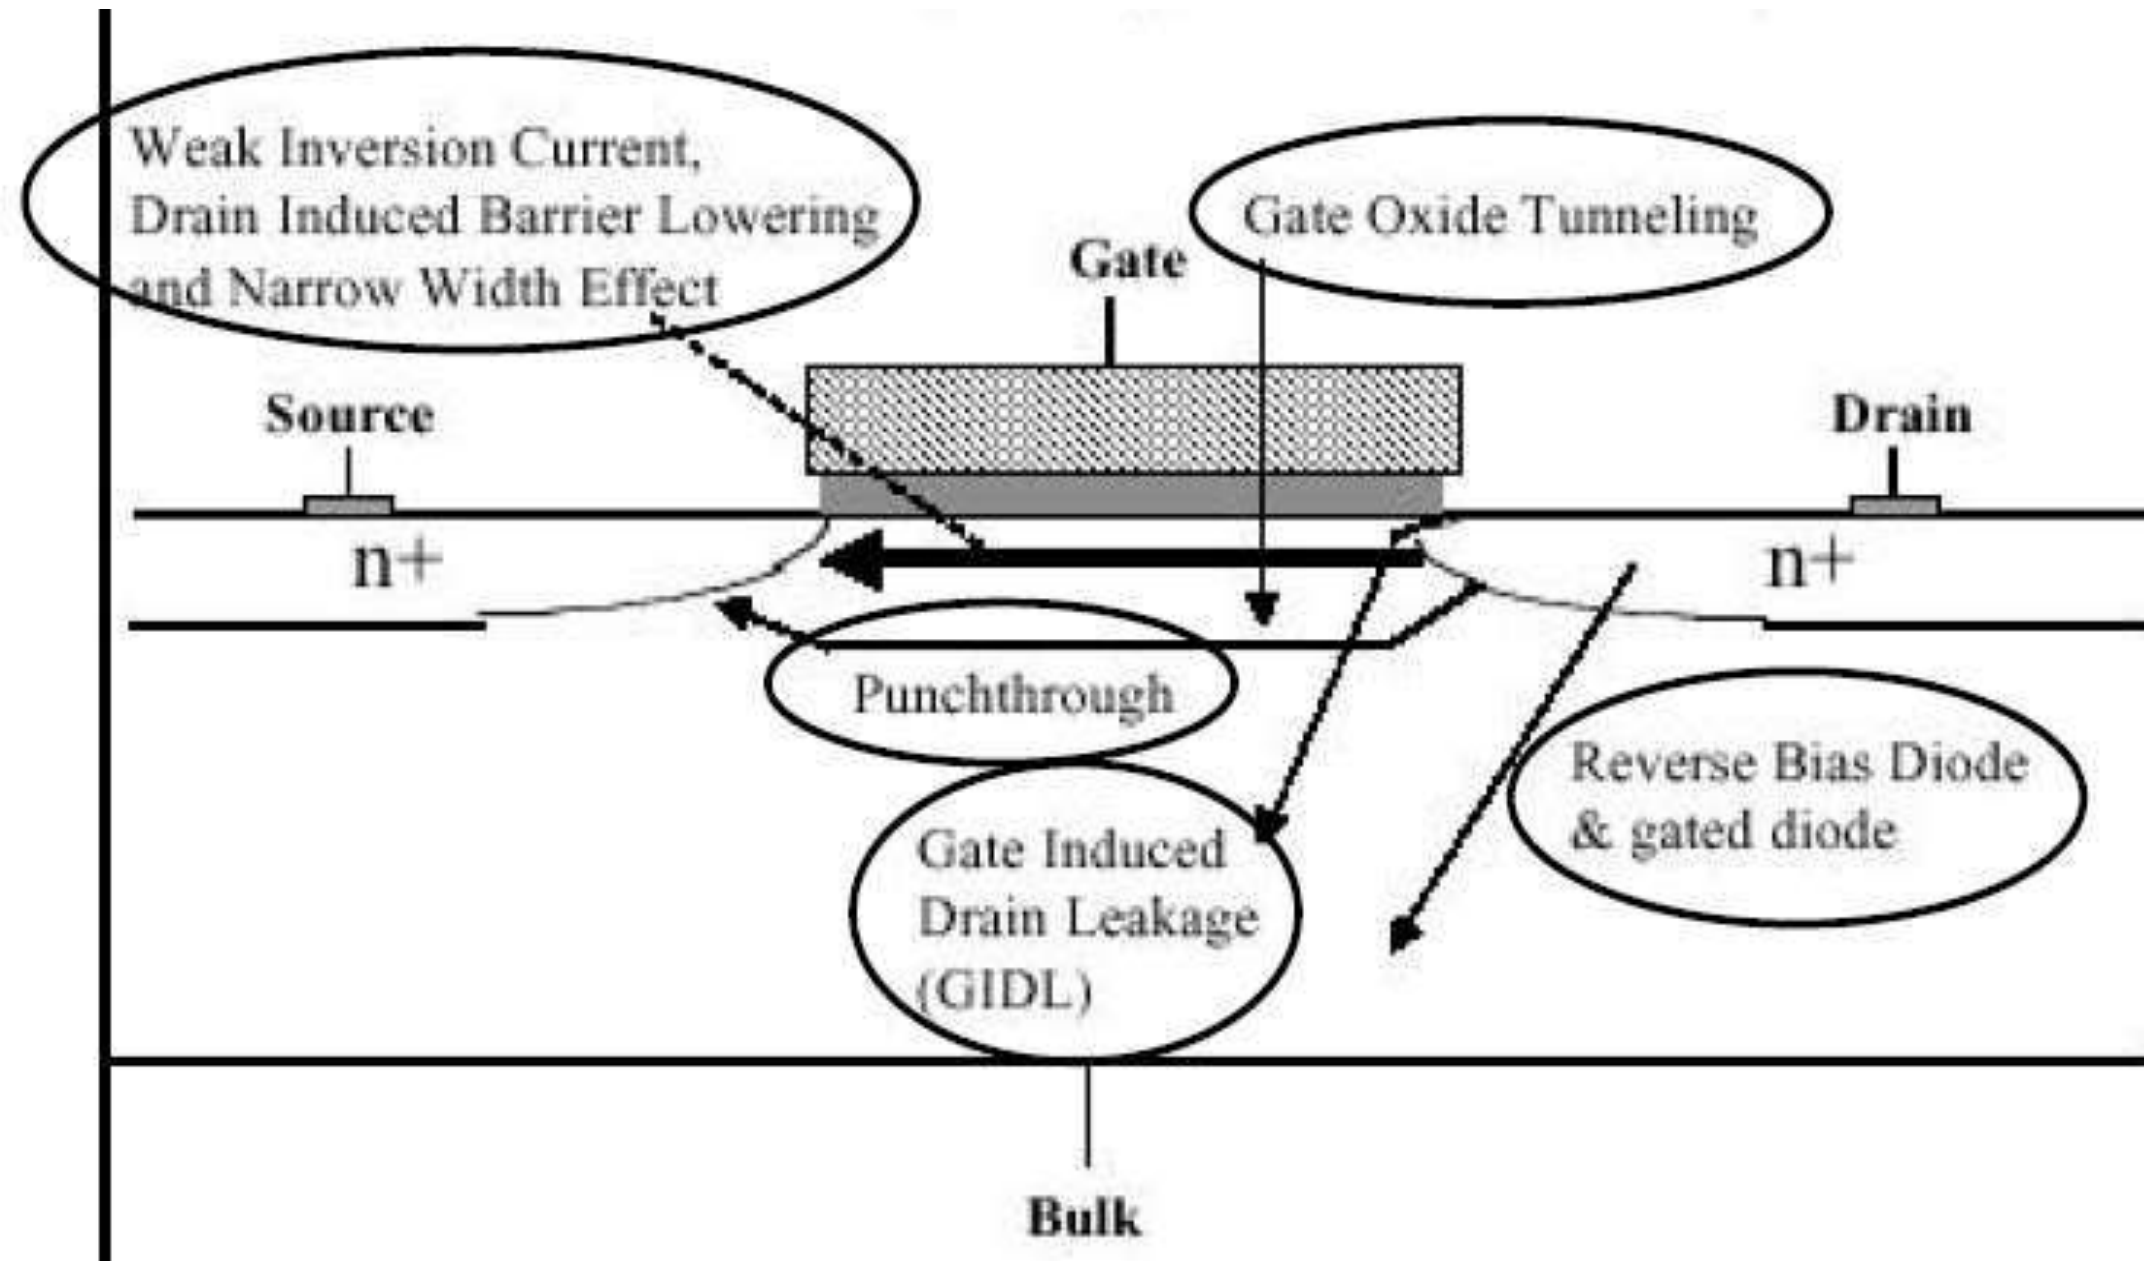 Weak Inversion Current,
Drain Induced Barrier Lowering
and Narrow Width Effect
Gate Oxide Tunneling
Gate
Source
Drain
n+
n+
Punchthrough
Reverse Bias Diode
& gated diode
Gate Induced
Drain Leakage
(GIDL)
Bulk